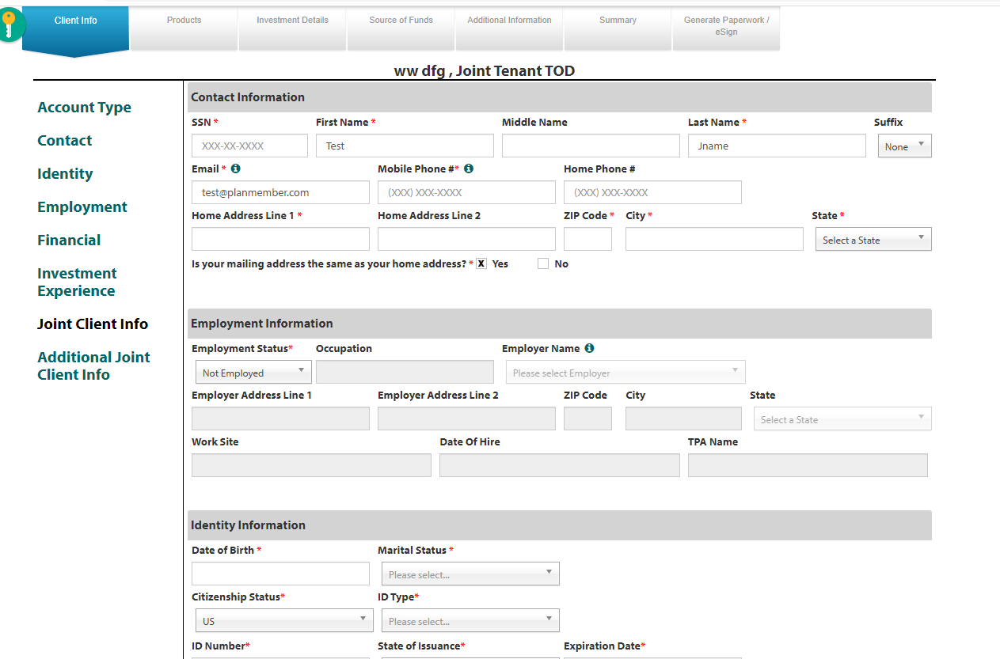 Client Info
Products
Investment Details
Source of Funds
Additional Information
Summary
Generate Paperwork /
eSign
ww dfg , Joint Tenant TOD
Account Type
Contact
Identity
Employment
Financial
Investment
Experience
Joint Client Info
Additional Joint
Client Info
Contact Information
SSN * First Name * Middle Name Last Name * Suffix
XXX-XX-XXXX Test Jname None
Email * Mobile Phone #* Home Phone #
test@planmember.com (XXX) XXX-XXXX (XXX) XXX-XXXX
Home Address Line 1 * Home Address Line 2 ZIP Code * City * State *
Select a State
Is your mailing address the same as your home address? * X Yes No
Employment Information
Employment Status* Occupation Employer Name
Not Employed Please select Employer
Employer Address Line 1 Employer Address Line 2 ZIP Code City State
Select a State
Work Site Date Of Hire TPA Name
Identity Information
Date of Birth * Marital Status *
Please select...
Citizenship Status* ID Type*
US Please select...
ID Number* State of Issuance* Expiration Date*